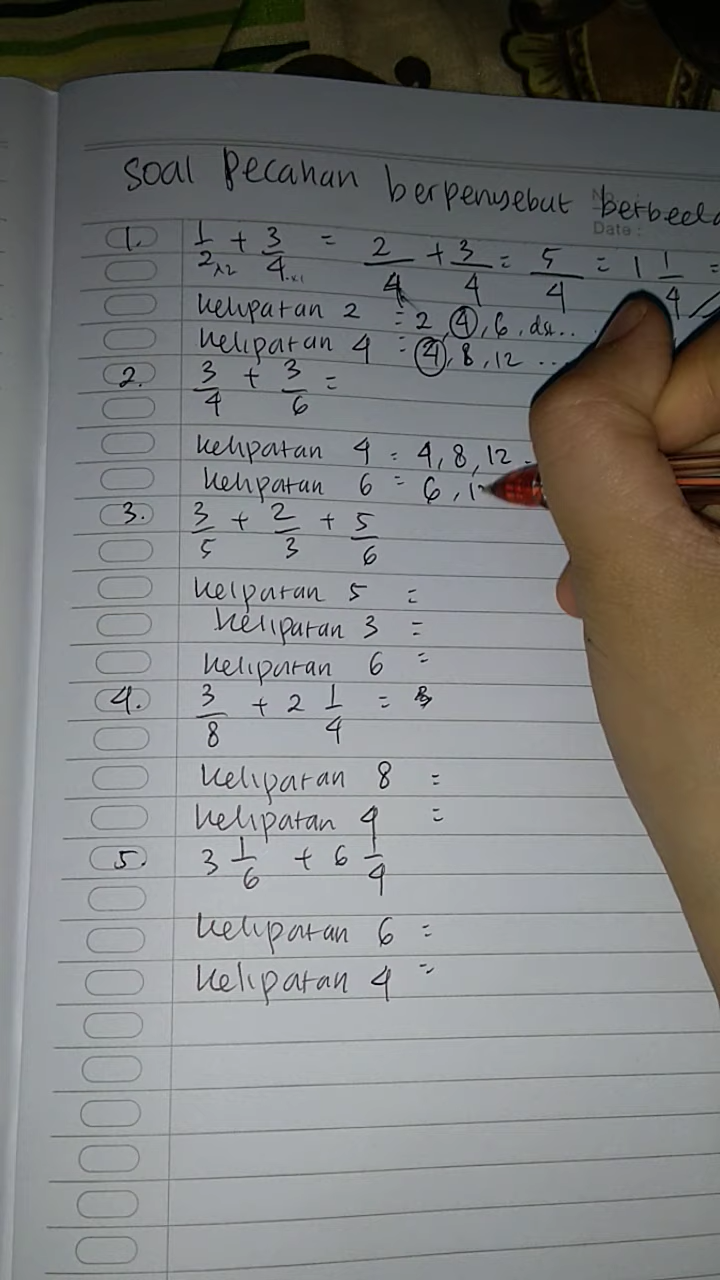 soal Pecahan berpenyebut berbeda
Date :
1. 1/2 x2 + 3/4 x1 = 2/4 + 3/4 = 5/4 = 1 1/4 =
Kelipatan 2 = 2, 4, 6, ds...
Kelipatan 4 = 4, 8, 12 ...
2. 3/4 + 3/6 =
Kelipatan 4 = 4, 8, 12
Kelipatan 6 = 6, 1
3. 3/5 + 2/3 + 5/6
Kelipatan 5 =
Kelipatan 3 =
Kelipatan 6 =
4. 3/8 + 2 1/4 =
Kelipatan 8 =
Kelipatan 4 =
5. 3 1/6 + 6 1/4
Kelipatan 6 =
Kelipatan 4 =